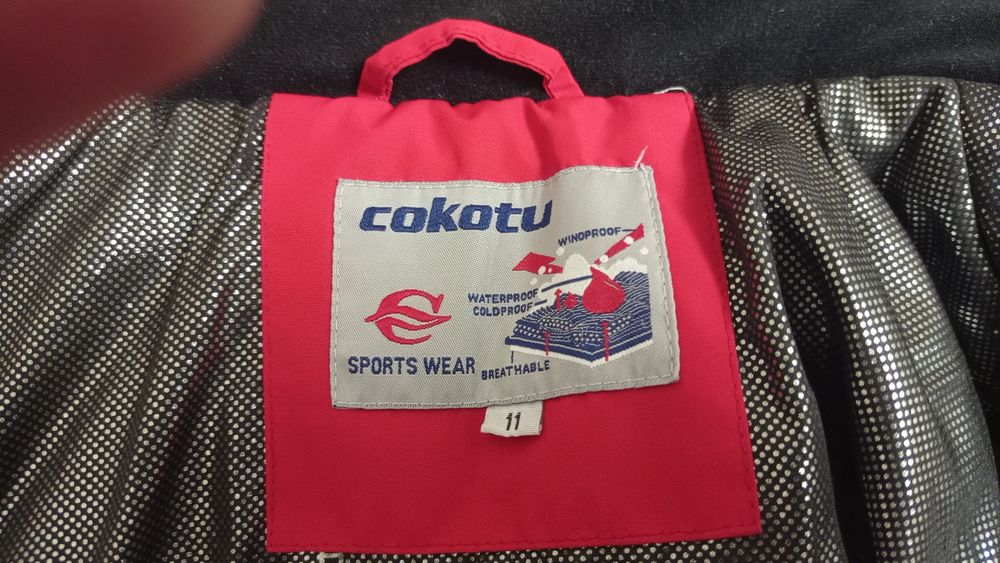 cokotu
WINDPROOF
WATERPROOF
COLDPROOF
SPORTS WEAR
BREATHABLE
11